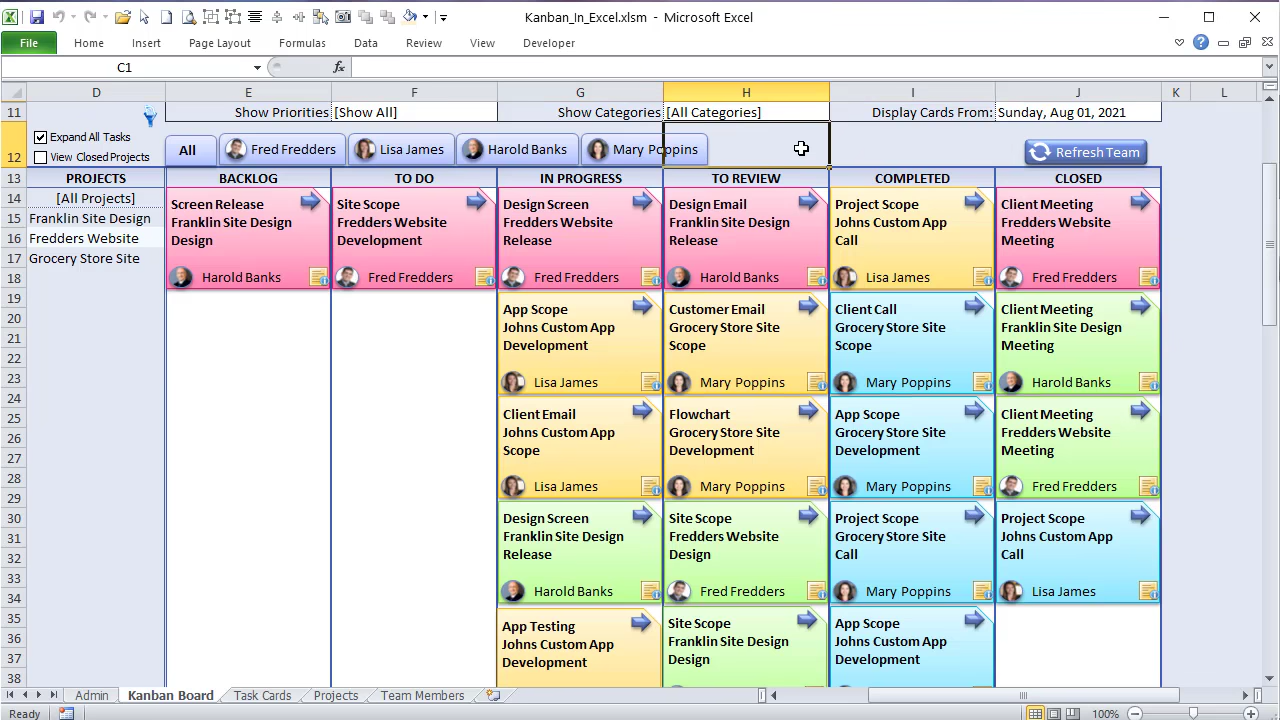 Kanban_In_Excel.xlsm - Microsoft Excel
File Home Insert Page Layout Formulas Data Review View Developer
C1 fx
D E F G H I J K L
11 Show Priorities [Show All] Show Categories [All Categories] Display Cards From: Sunday, Aug 01, 2021
Expand All Tasks
View Closed Projects
12 All Fred Fredders Lisa James Harold Banks Mary Poppins Refresh Team
13 PROJECTS BACKLOG TO DO IN PROGRESS TO REVIEW COMPLETED CLOSED
14 [All Projects] Screen Release Site Scope Design Screen Design Email Project Scope Client Meeting
15 Franklin Site Design Franklin Site Design Fredders Website Fredders Website Franklin Site Design Johns Custom App Fredders Website
16 Fredders Website Design Development Release Release Call Meeting
17 Grocery Store Site
18 Harold Banks Fred Fredders Fred Fredders Harold Banks Lisa James Fred Fredders
19
20 App Scope Customer Email Client Call Client Meeting
21 Johns Custom App Grocery Store Site Grocery Store Site Franklin Site Design
22 Development Scope Scope Meeting
23 Lisa James Mary Poppins Mary Poppins Harold Banks
24
25 Client Email Flowchart App Scope Client Meeting
26 Johns Custom App Grocery Store Site Grocery Store Site Fredders Website
27 Scope Development Development Meeting
28 Lisa James Mary Poppins Mary Poppins Fred Fredders
29
30 Design Screen Site Scope Project Scope Project Scope
31 Franklin Site Design Fredders Website Grocery Store Site Johns Custom App
32 Release Design Call Call
33
34 Harold Banks Fred Fredders Mary Poppins Lisa James
35 App Testing Site Scope App Scope
36 Johns Custom App Franklin Site Design Johns Custom App
37 Development Design Development
38
Admin Kanban Board Task Cards Projects Team Members
Ready 100%